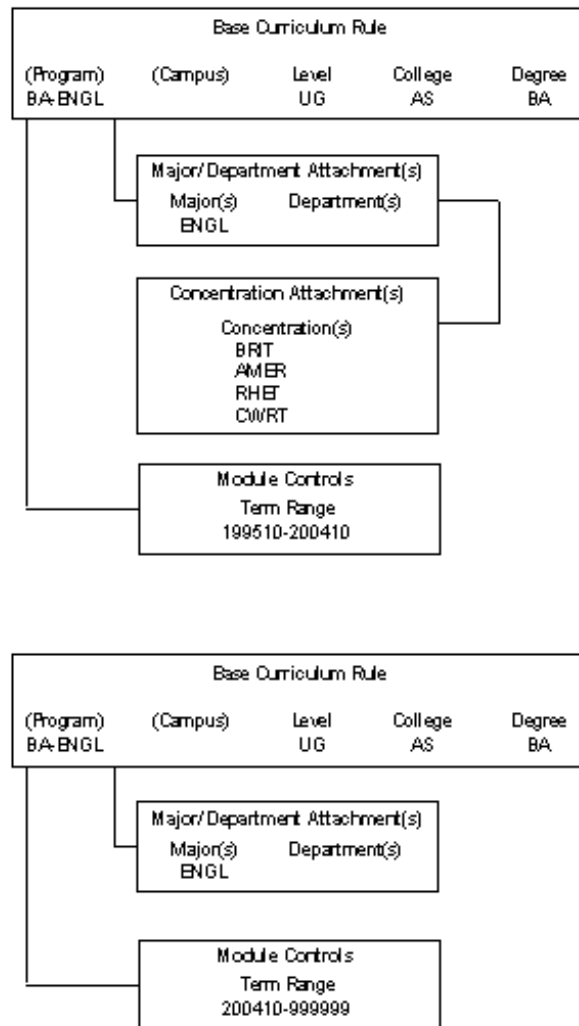 Base Curriculum Rule
(Program) (Campus) Level College Degree
BA-ENGL UG AS BA
Major/Department Attachment(s)
Major(s) Department(s)
ENGL
Concentration Attachment(s)
Concentration(s)
BRIT
AMER
RHET
CWRT
Module Controls
Term Range
199510-200410
Base Curriculum Rule
(Program) (Campus) Level College Degree
BA-ENGL UG AS BA
Major/Department Attachment(s)
Major(s) Department(s)
ENGL
Module Controls
Term Range
200410-999999